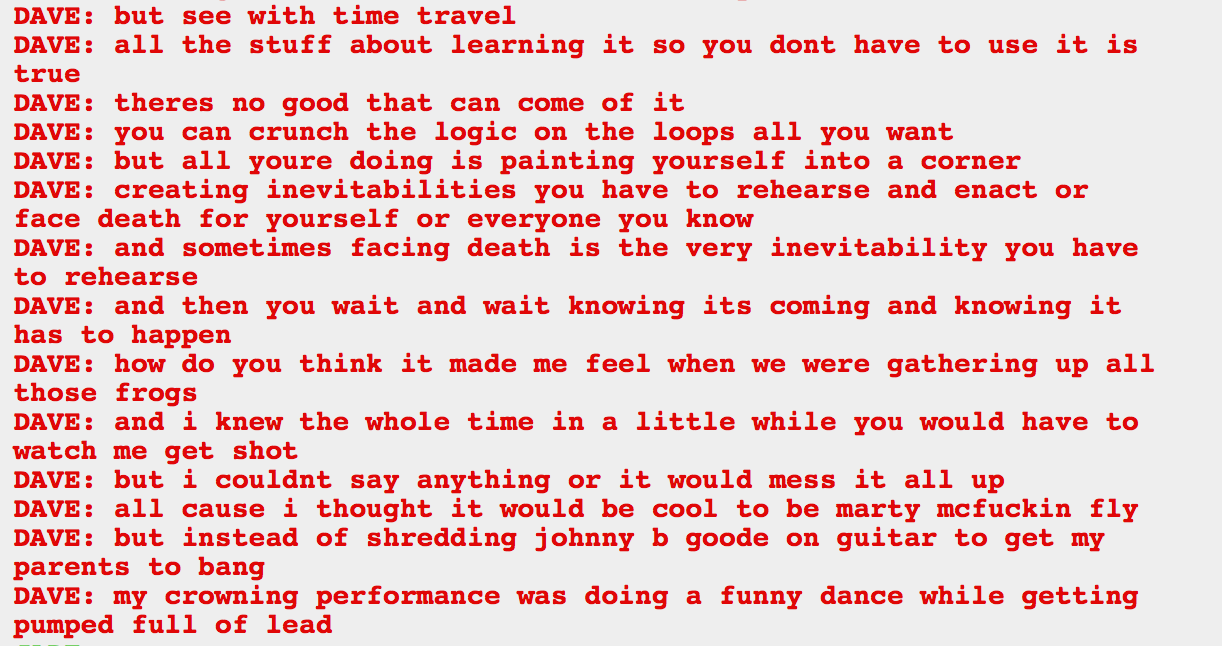 DAVE: but see with time travel
DAVE: all the stuff about learning it so you dont have to use it is
true
DAVE: theres no good that can come of it
DAVE: you can crunch the logic on the loops all you want
DAVE: but all youre doing is painting yourself into a corner
DAVE: creating inevitabilities you have to rehearse and enact or
face death for yourself or everyone you know
DAVE: and sometimes facing death is the very inevitability you have
to rehearse
DAVE: and then you wait and wait knowing its coming and knowing it
has to happen
DAVE: how do you think it made me feel when we were gathering up all
those frogs
DAVE: and i knew the whole time in a little while you would have to
watch me get shot
DAVE: but i couldnt say anything or it would mess it all up
DAVE: all cause i thought it would be cool to be marty mcfuckin fly
DAVE: but instead of shredding johnny b goode on guitar to get my
parents to bang
DAVE: my crowning performance was doing a funny dance while getting
pumped full of lead